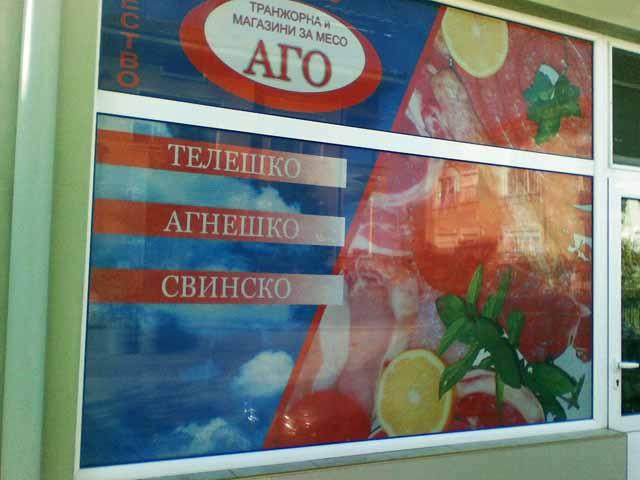 ТРАНЖОРНА и
МАГАЗИНИ ЗА МЕСО
АГО
ТЕЛЕШКО
АГНЕШКО
СВИНСКО